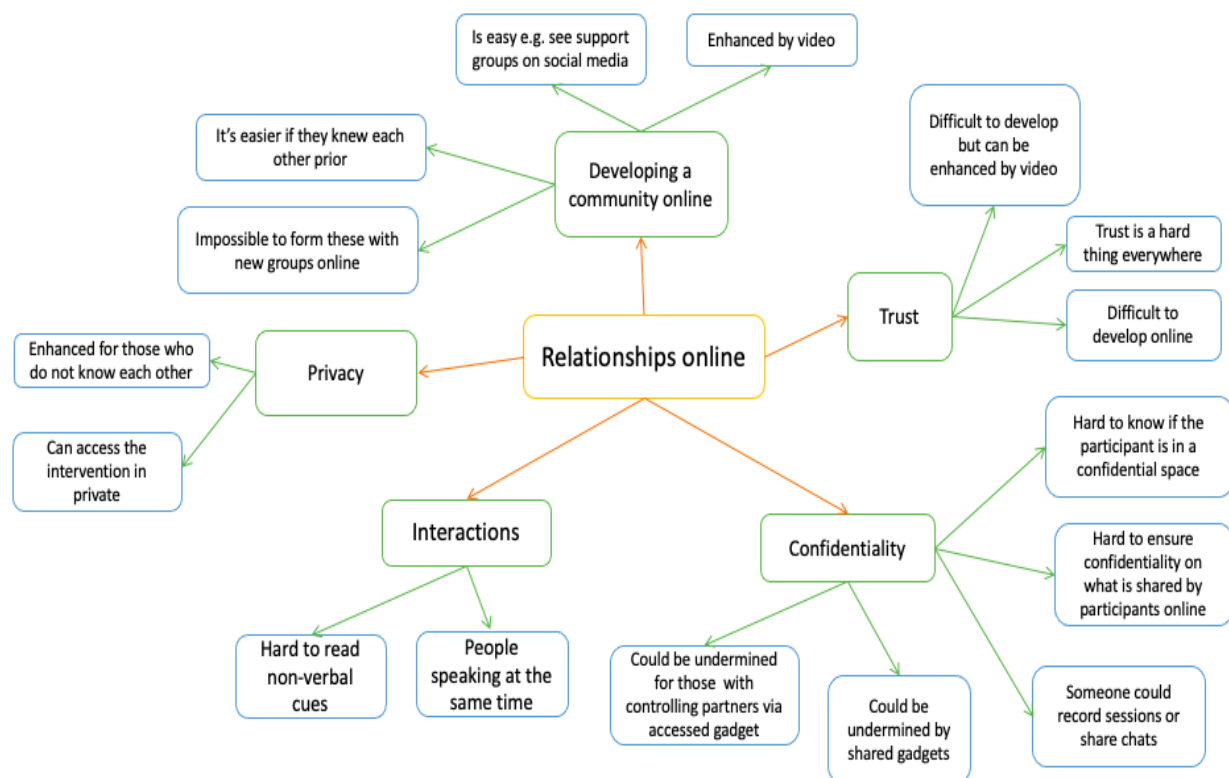 Is easy e.g. see support
groups on social media
Enhanced by video
It’s easier if they knew each
other prior
Developing a
community online
Impossible to form these with
new groups online
Difficult to develop
but can be
enhanced by video
Trust is a hard
thing everywhere
Trust
Difficult to
develop online
Relationships online
Enhanced for those who
do not know each other
Privacy
Can access the
intervention in
private
Interactions
Hard to read
non-verbal
cues
People
speaking at the
same time
Confidentiality
Hard to know if the
participant is in a
confidential space
Hard to ensure
confidentiality on
what is shared by
participants online
Could be undermined
for those  with
controlling partners via
accessed gadget
Could be
undermined by
shared gadgets
Someone could
record sessions or
share chats